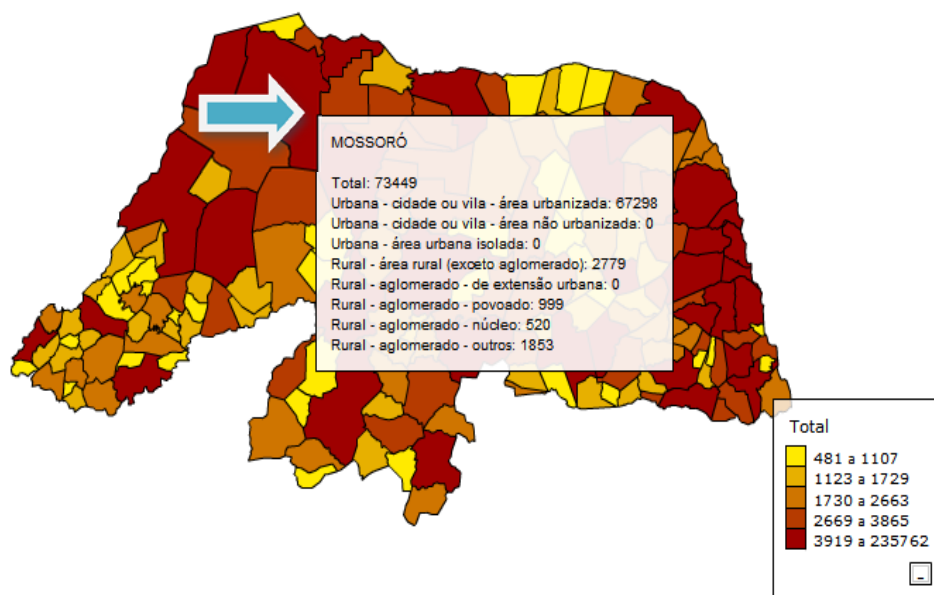 MOSSORÓ
Total: 73449
Urbana - cidade ou vila - área urbanizada: 67298
Urbana - cidade ou vila - área não urbanizada: 0
Urbana - área urbana isolada: 0
Rural - área rural (exceto aglomerado): 2779
Rural - aglomerado - de extensão urbana: 0
Rural - aglomerado - povoado: 999
Rural - aglomerado - núcleo: 520
Rural - aglomerado - outros: 1853
Total
481 a 1107
1123 a 1729
1730 a 2663
2669 a 3865
3919 a 235762